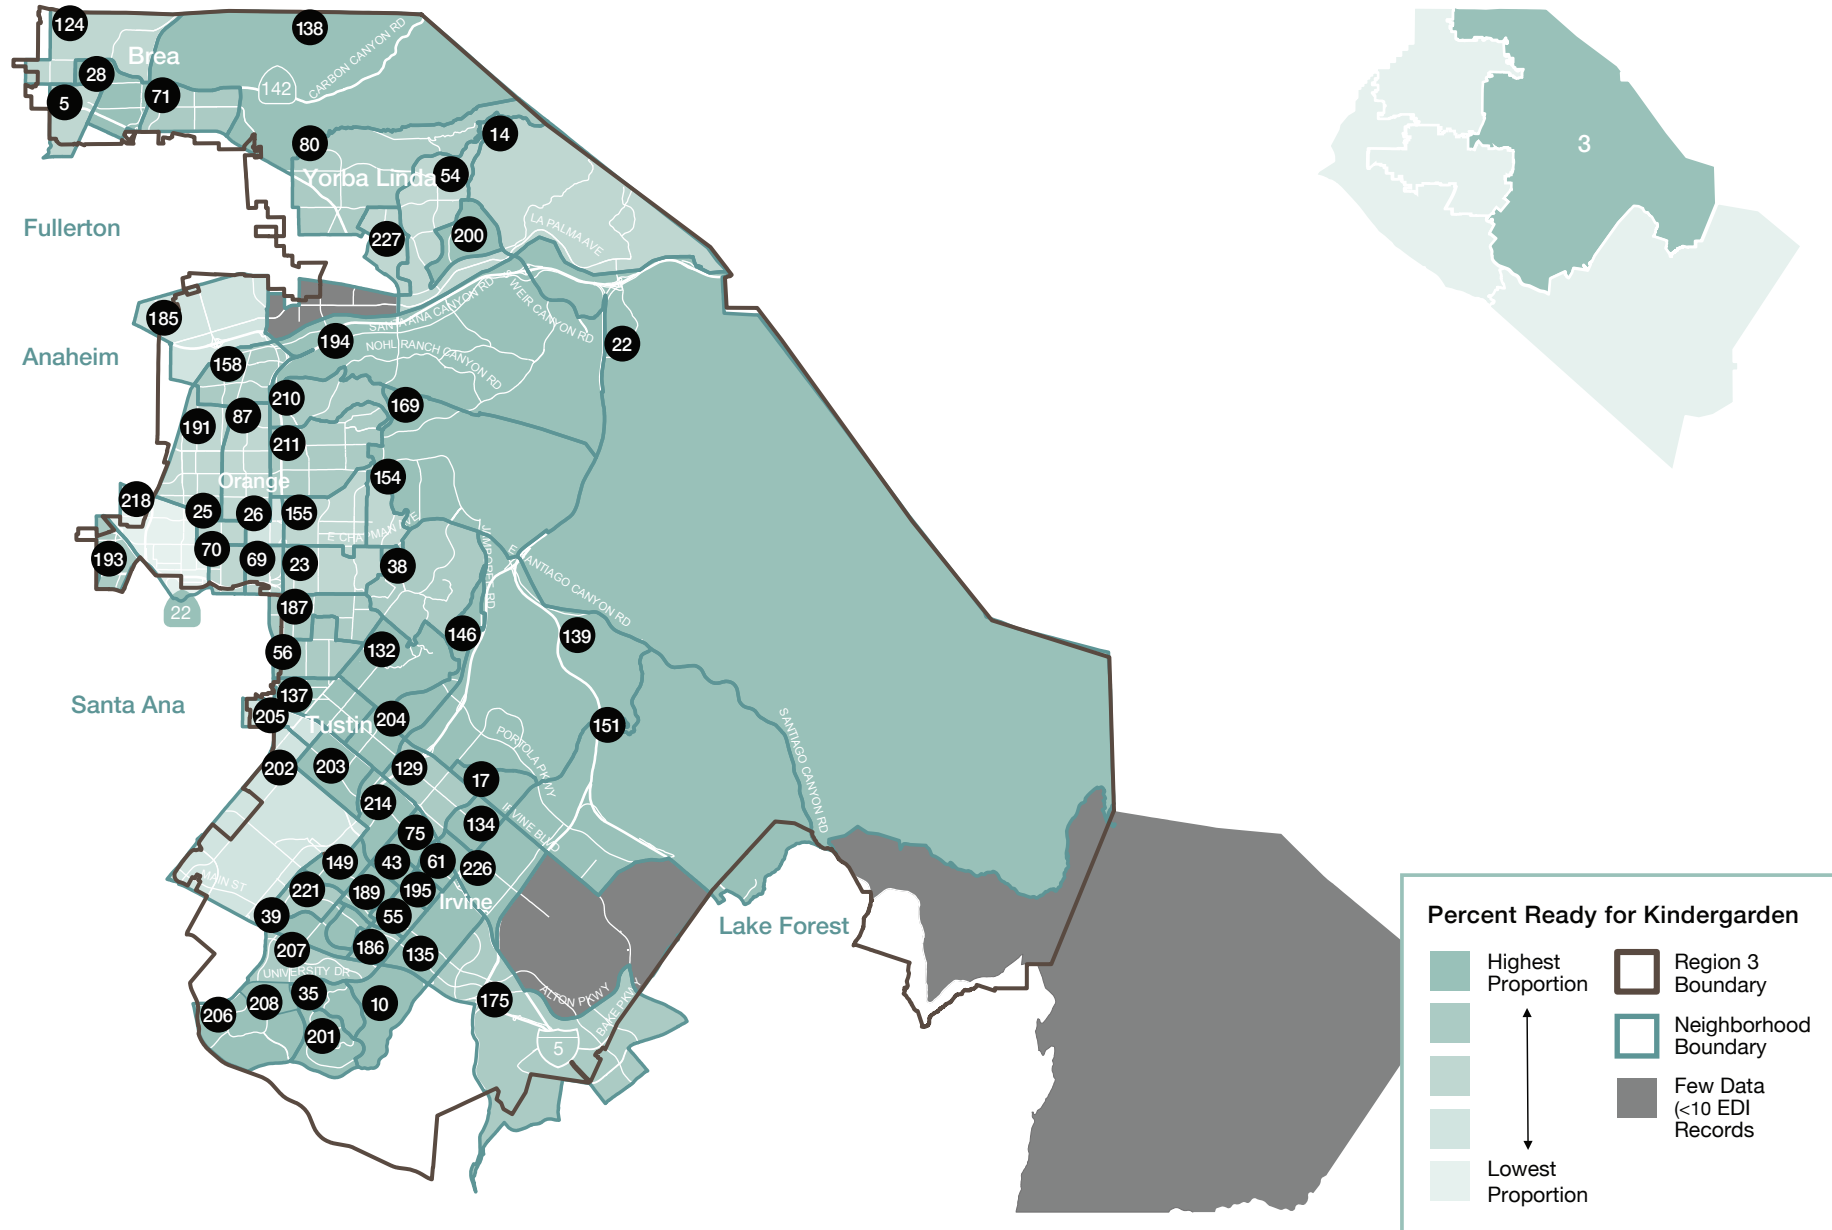 124
138
Brea
CARBON CANYON RD
28
142
5
71
14
80
Yorba Linda
54
Fullerton
227
200
LA PALMA AVE
185
SANTA ANA CANYON RD
S WEIR CANYON RD
Anaheim
194
NOHL RANCH CANYON RD
22
158
210
169
87
191
211
Orange
154
218
25
26
155
E CHAPMAN AVE
193
70
69
23
38
E SANTIAGO CANYON RD
22
187
146
139
56
132
137
Santa Ana
205
Tustin
204
151
SANTIAGO CANYON RD
PORTOLA PKWY
202
203
129
17
214
IRVINE BLVD
134
75
149
43
61
226
MAIN ST
221
189
195
Irvine
39
55
Lake Forest
207
186
135
UNIVERSITY DR
35
10
175
ALTON PKWY
BAKE PKWY
206
208
201
5
3
Percent Ready for Kindergarden
Highest
Proportion
Lowest
Proportion
Region 3
Boundary
Neighborhood
Boundary
Few Data
(<10 EDI
Records